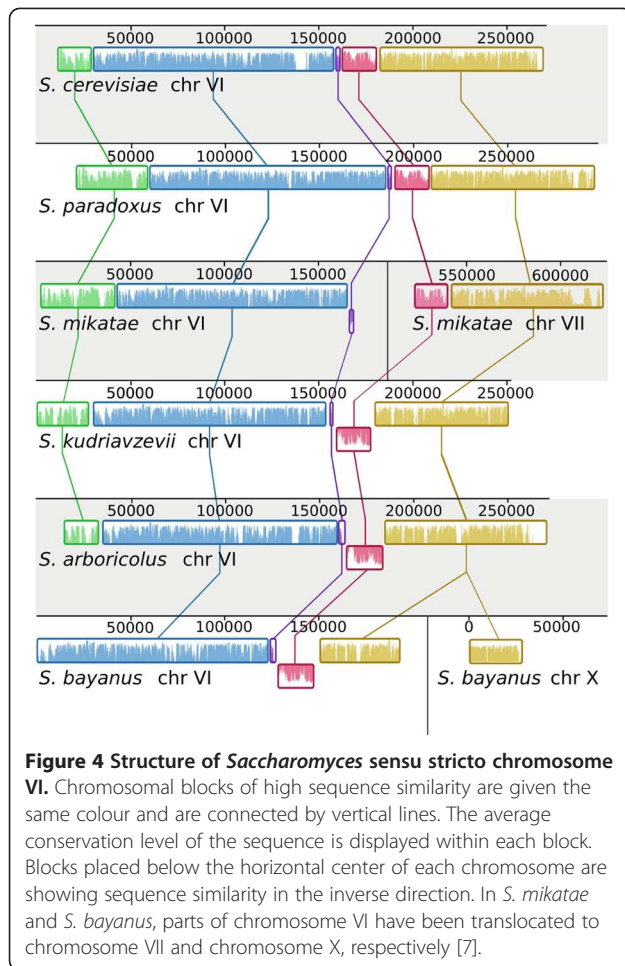 50000 100000 150000 200000 250000
S. cerevisiae chr VI
50000 100000 150000 200000 250000
S. paradoxus chr VI
50000 100000 150000 550000 600000
S. mikatae chr VI S. mikatae chr VII
50000 100000 150000 200000 250000
S. kudriavzevii chr VI
50000 100000 150000 200000 250000
S. arboricolus chr VI
50000 100000 150000 0 50000
S. bayanus chr VI S. bayanus chr X
Figure 4 Structure of Saccharomyces sensu stricto chromosome
VI. Chromosomal blocks of high sequence similarity are given the
same colour and are connected by vertical lines. The average
conservation level of the sequence is displayed within each block.
Blocks placed below the horizontal center of each chromosome are
showing sequence similarity in the inverse direction. In S. mikatae
and S. bayanus, parts of chromosome VI have been translocated to
chromosome VII and chromosome X, respectively [7].